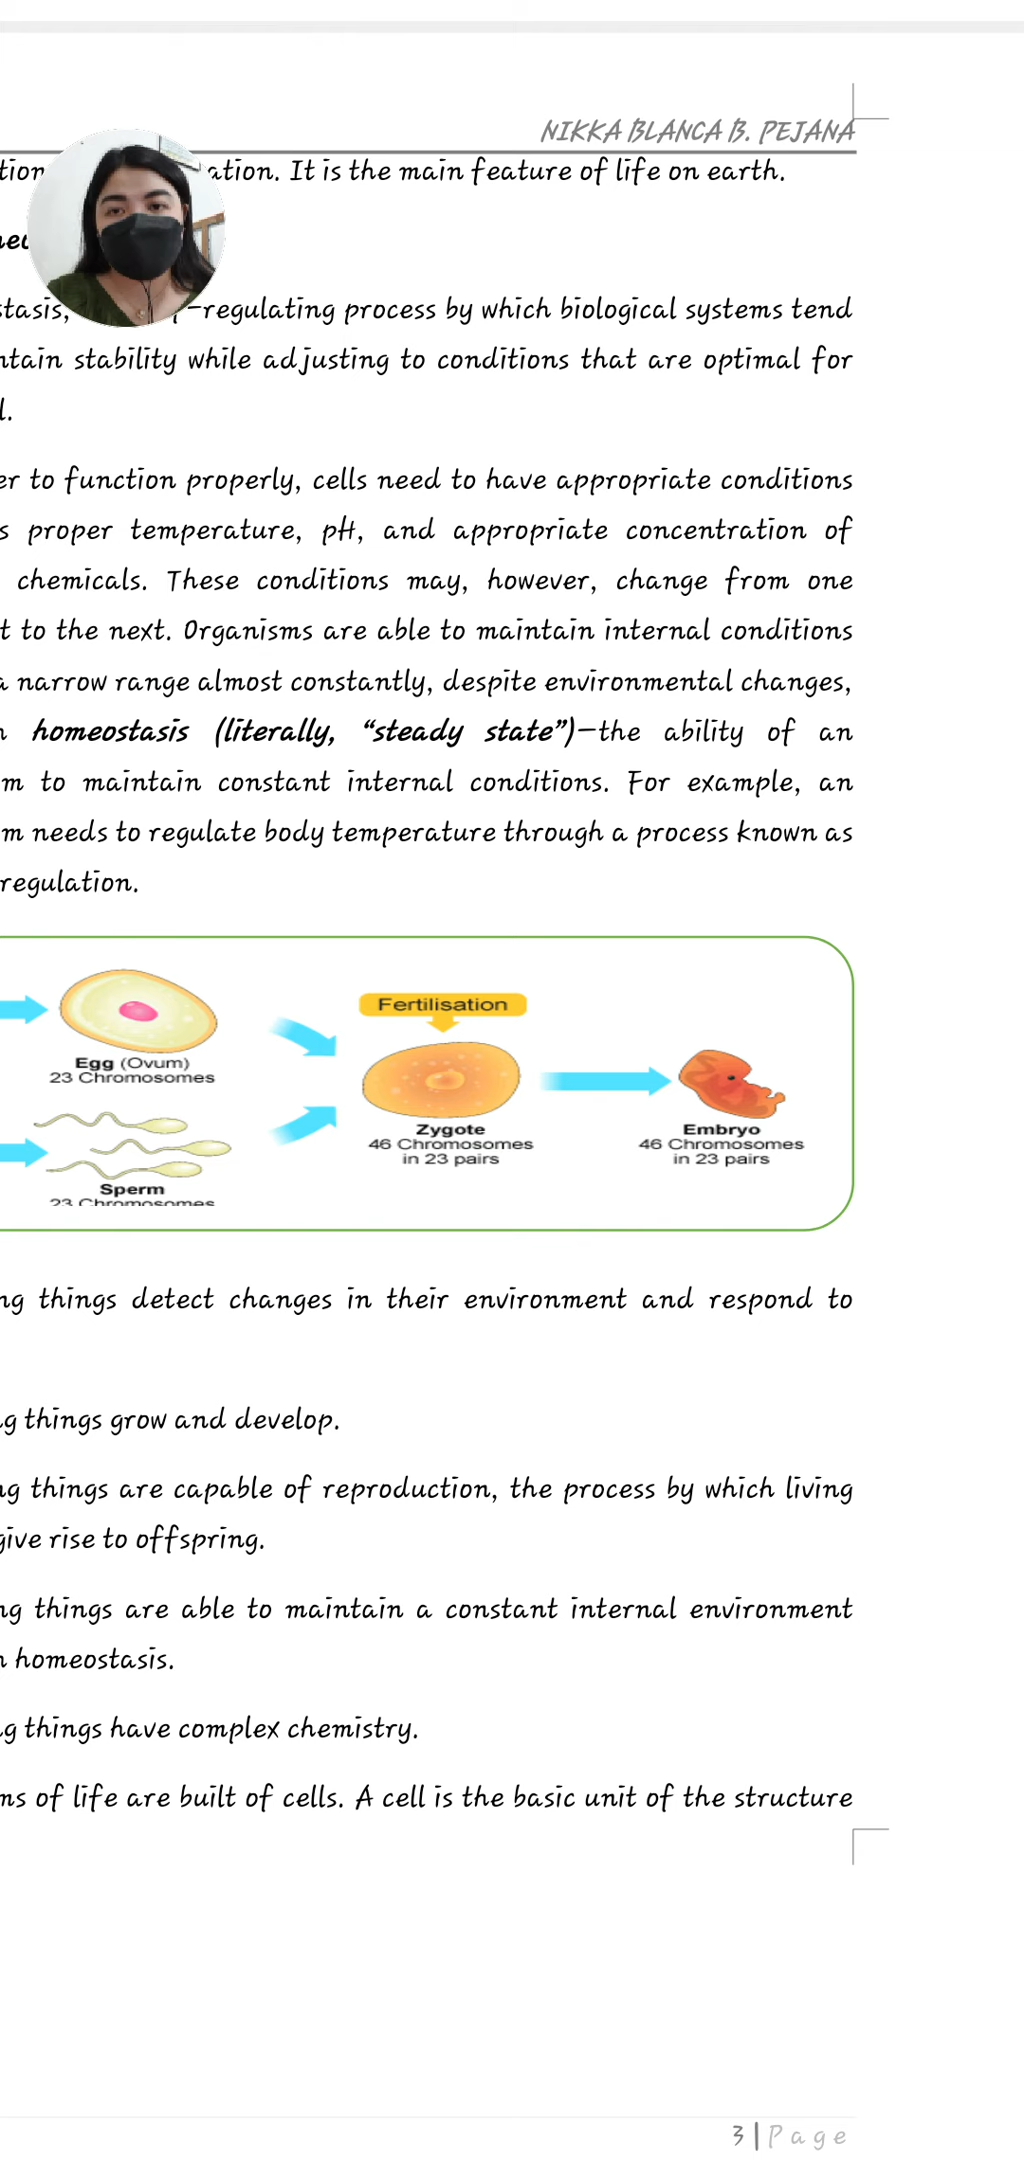 NIKKA BLANCA B. PEJANA
tion ation. It is the main feature of life on earth.
stasis, -regulating process by which biological systems tend
ntain stability while adjusting to conditions that are optimal for
l.
er to function properly, cells need to have appropriate conditions
s proper temperature, pH, and appropriate concentration of
chemicals. These conditions may, however, change from one
t to the next. Organisms are able to maintain internal conditions
a narrow range almost constantly, despite environmental changes,
n homeostasis (literally, “steady state”)—the ability of an
m to maintain constant internal conditions. For example, an
m needs to regulate body temperature through a process known as
regulation.
Fertilisation
Egg (Ovum)
23 Chromosomes
Zygote
46 Chromosomes
in 23 pairs
Embryo
46 Chromosomes
in 23 pairs
Sperm
23 Chromosomes
ng things detect changes in their environment and respond to
ng things grow and develop.
ng things are capable of reproduction, the process by which living
give rise to offspring.
ng things are able to maintain a constant internal environment
n homeostasis.
ng things have complex chemistry.
ms of life are built of cells. A cell is the basic unit of the structure
3 | Page